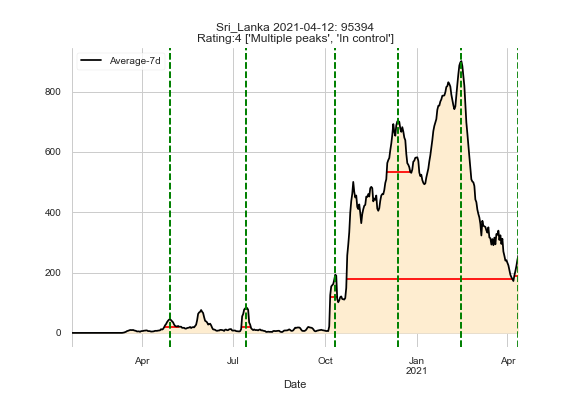 Sri_Lanka 2021-04-12: 95394
Rating:4 ['Multiple peaks', 'In control']
Average-7d
800
600
400
200
0
Apr
Jul
Oct
Jan
2021
Apr
Date